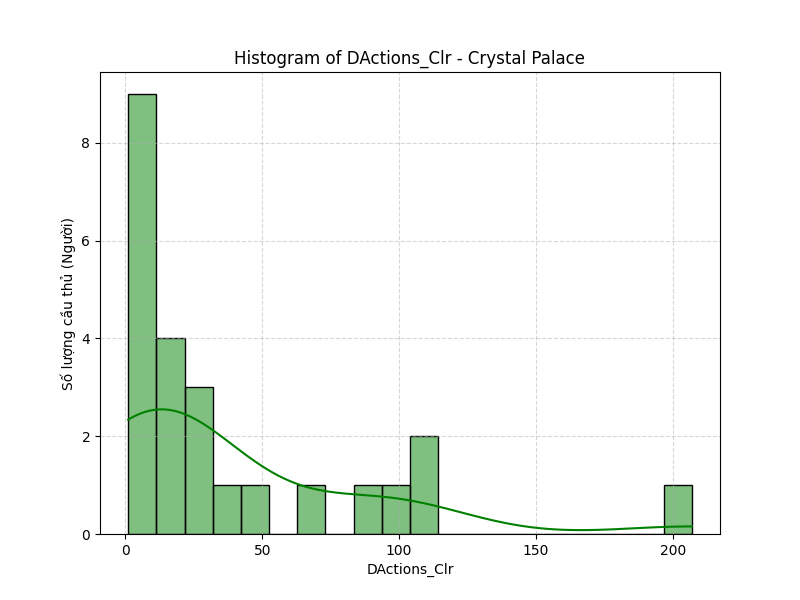 Histogram of DActions_Clr - Crystal Palace
Số lượng cầu thủ (Người)
8
6
4
2
0
0 50 100 150 200
DActions_Clr